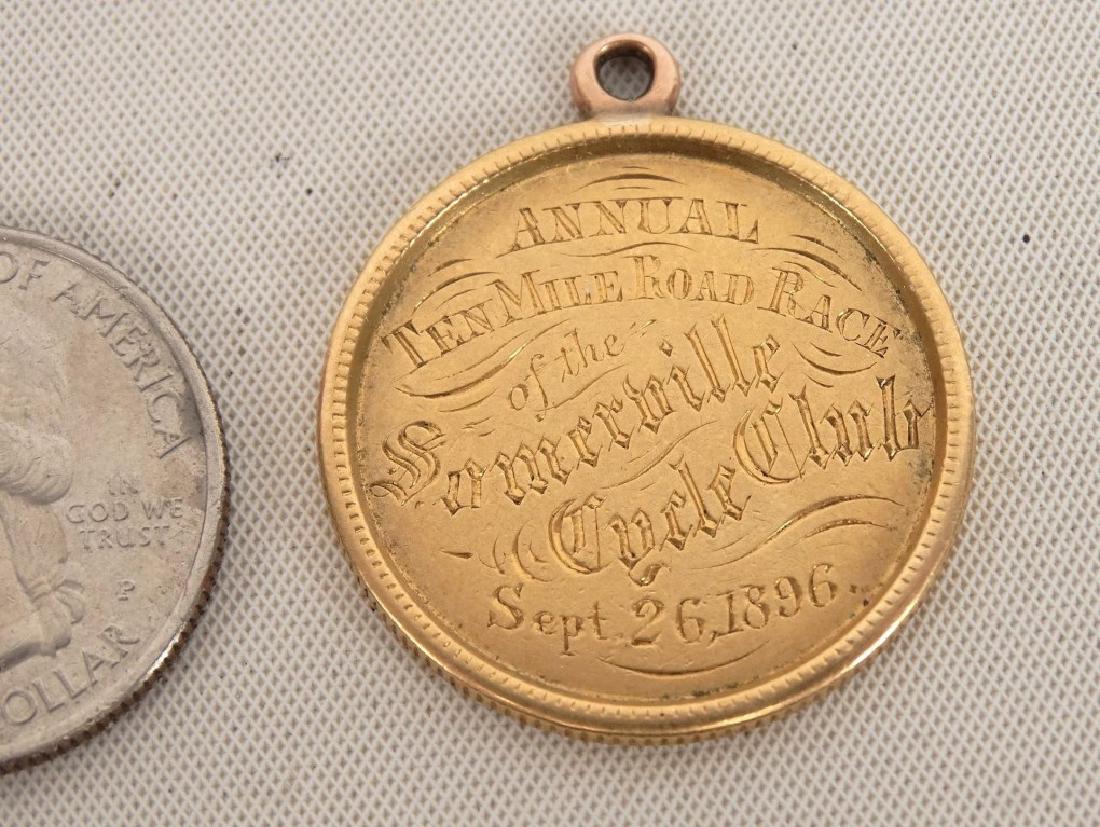 ANNUAL
TEN MILE ROAD RACE
of the
Somerville
Cycle Club
Sept. 26, 1896.
OF AMERICA
IN
GOD WE
TRUST
P
DOLLAR